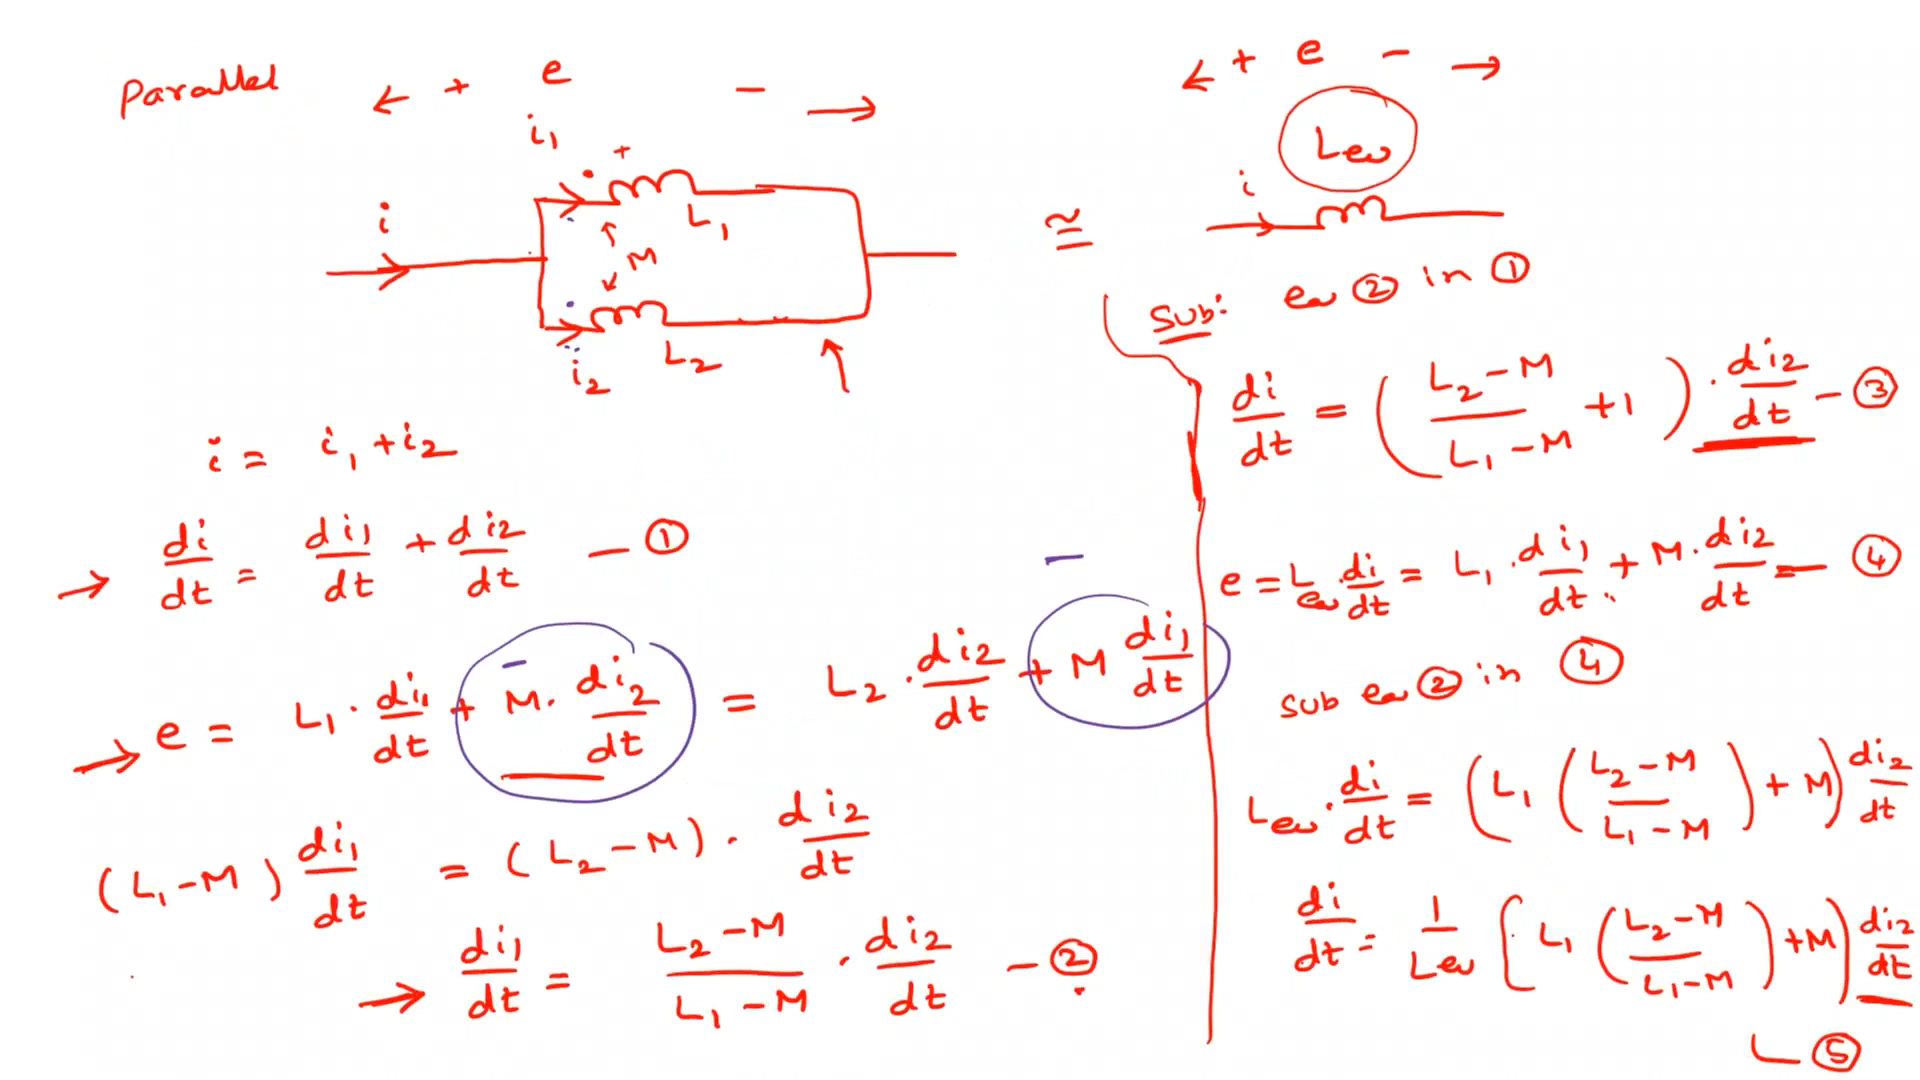 Parallel
+ e -
i₁
+
i
L₁
M
L₂
i₂
i = i₁ + i₂
di/dt = di₁/dt + di₂/dt - ①
e = L₁ · di₁/dt + M · di₂/dt = L₂ · di₂/dt + M di₁/dt
-
-
(L₁ - M) di₁/dt = (L₂ - M) · di₂/dt
di₁/dt = L₂ - M / L₁ - M · di₂/dt - ②
≅
+ e -
Leq
i
Sub: eq ② in ①
di/dt = (L₂ - M / L₁ - M + 1) · di₂/dt - ③
e = Leq · di/dt = L₁ · di₁/dt + M · di₂/dt - ④
Sub eq ② in ④
Leq · di/dt = (L₁ (L₂ - M / L₁ - M) + M) di₂/dt
di/dt = 1/Leq [L₁ (L₂ - M / L₁ - M) + M] di₂/dt
⑤